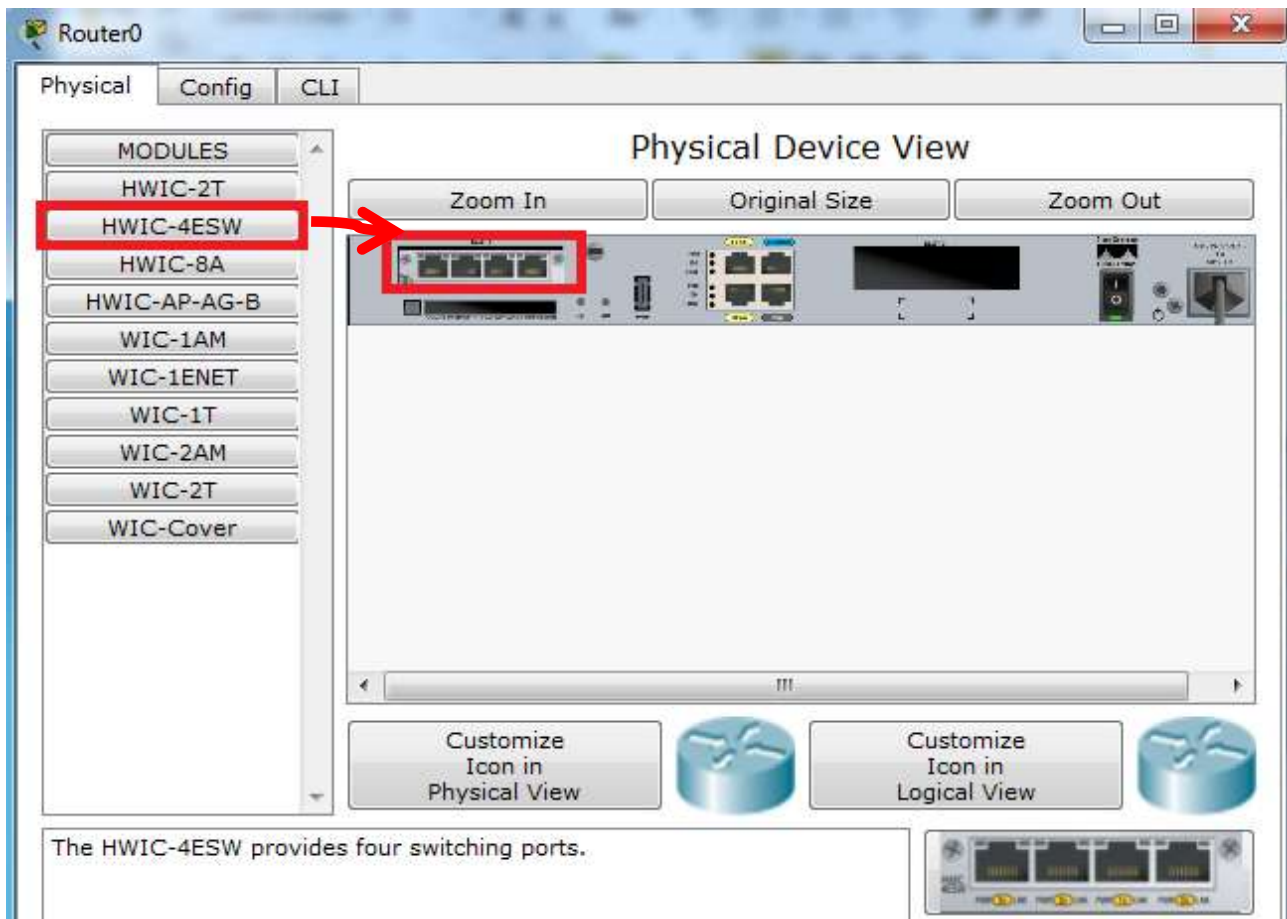 Router0
Physical
Config
CLI
MODULES
HWIC-2T
HWIC-4ESW
HWIC-8A
HWIC-AP-AG-B
WIC-1AM
WIC-1ENET
WIC-1T
WIC-2AM
WIC-2T
WIC-Cover
Physical Device View
Zoom In
Original Size
Zoom Out
Customize
Icon in
Physical View
Customize
Icon in
Logical View
The HWIC-4ESW provides four switching ports.
HWIC
4ESW